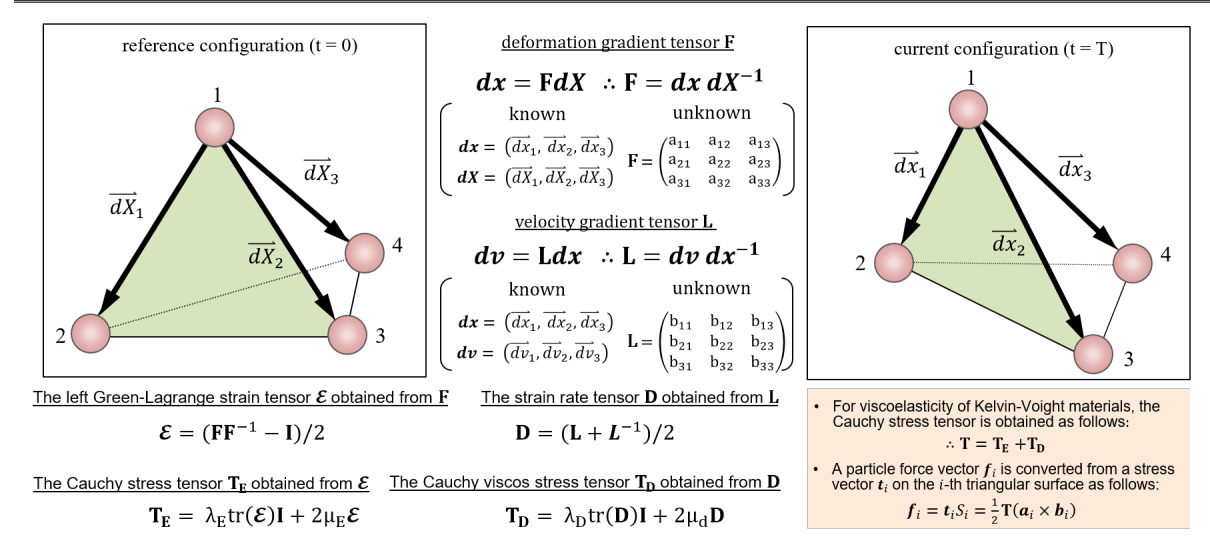 reference configuration (t = 0)
1
dX₃
dX₁
dX₂
4
2
3
deformation gradient tensor F
dx = FdX ∴ F = dx dX⁻¹
known unknown
dx = (dx₁, dx₂, dx₃)
dX = (dX₁, dX₂, dX₃)
F = (a₁₁ a₁₂ a₁₃
a₂₁ a₂₂ a₂₃
a₃₁ a₃₂ a₃₃)
velocity gradient tensor L
dv = Ldx ∴ L = dv dx⁻¹
known unknown
dx = (dx₁, dx₂, dx₃)
dv = (dv₁, dv₂, dv₃)
L = (b₁₁ b₁₂ b₁₃
b₂₁ b₂₂ b₂₃
b₃₁ b₃₂ b₃₃)
current configuration (t = T)
1
dx₁
dx₃
dx₂
2
4
3
The left Green-Lagrange strain tensor ℇ obtained from F
ℇ = (FF⁻¹ − I)/2
The strain rate tensor D obtained from L
D = (L + L⁻¹)/2
The Cauchy stress tensor T_E obtained from ℇ
T_E = λ_E tr(ℇ)I + 2μ_E ℇ
The Cauchy viscos stress tensor T_D obtained from D
T_D = λ_D tr(D)I + 2μ_d D
• For viscoelasticity of Kelvin-Voight materials, the
Cauchy stress tensor is obtained as follows:
∴ T = T_E + T_D
• A particle force vector f_i is converted from a stress
vector t_i on the i-th triangular surface as follows:
f_i = t_i S_i = ½ T(a_i × b_i)